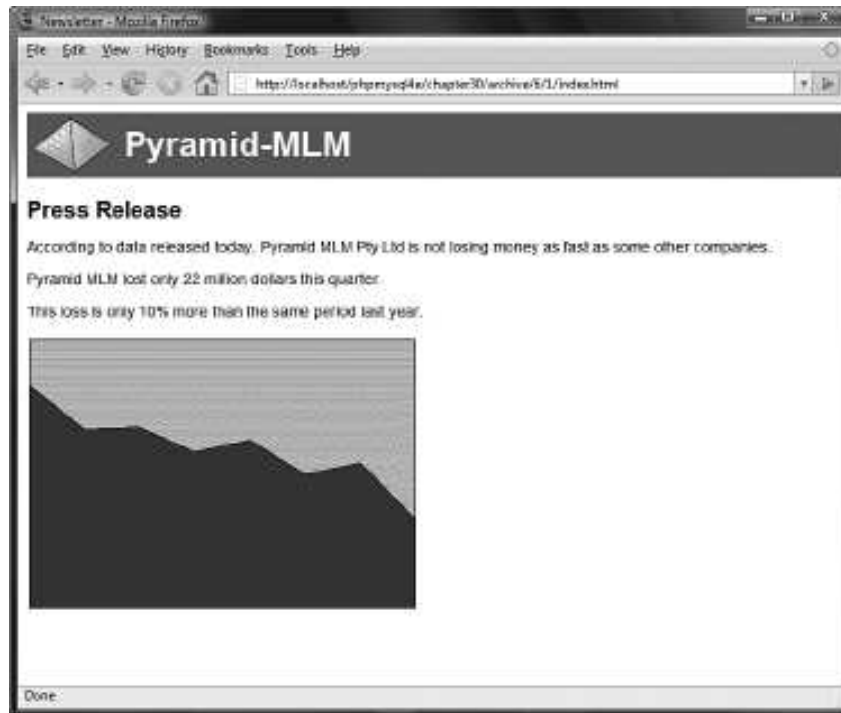 Newsletter - Mozilla Firefox
File Edit View History Bookmarks Tools Help
http://localhost/phpmysql4e/chapter30/archive/6/1/index.html
Pyramid-MLM
Press Release
According to data released today, Pyramid MLM Pty Ltd is not losing money as fast as some other companies.
Pyramid MLM lost only 22 million dollars this quarter.
This loss is only 10% more than the same period last year.
Done